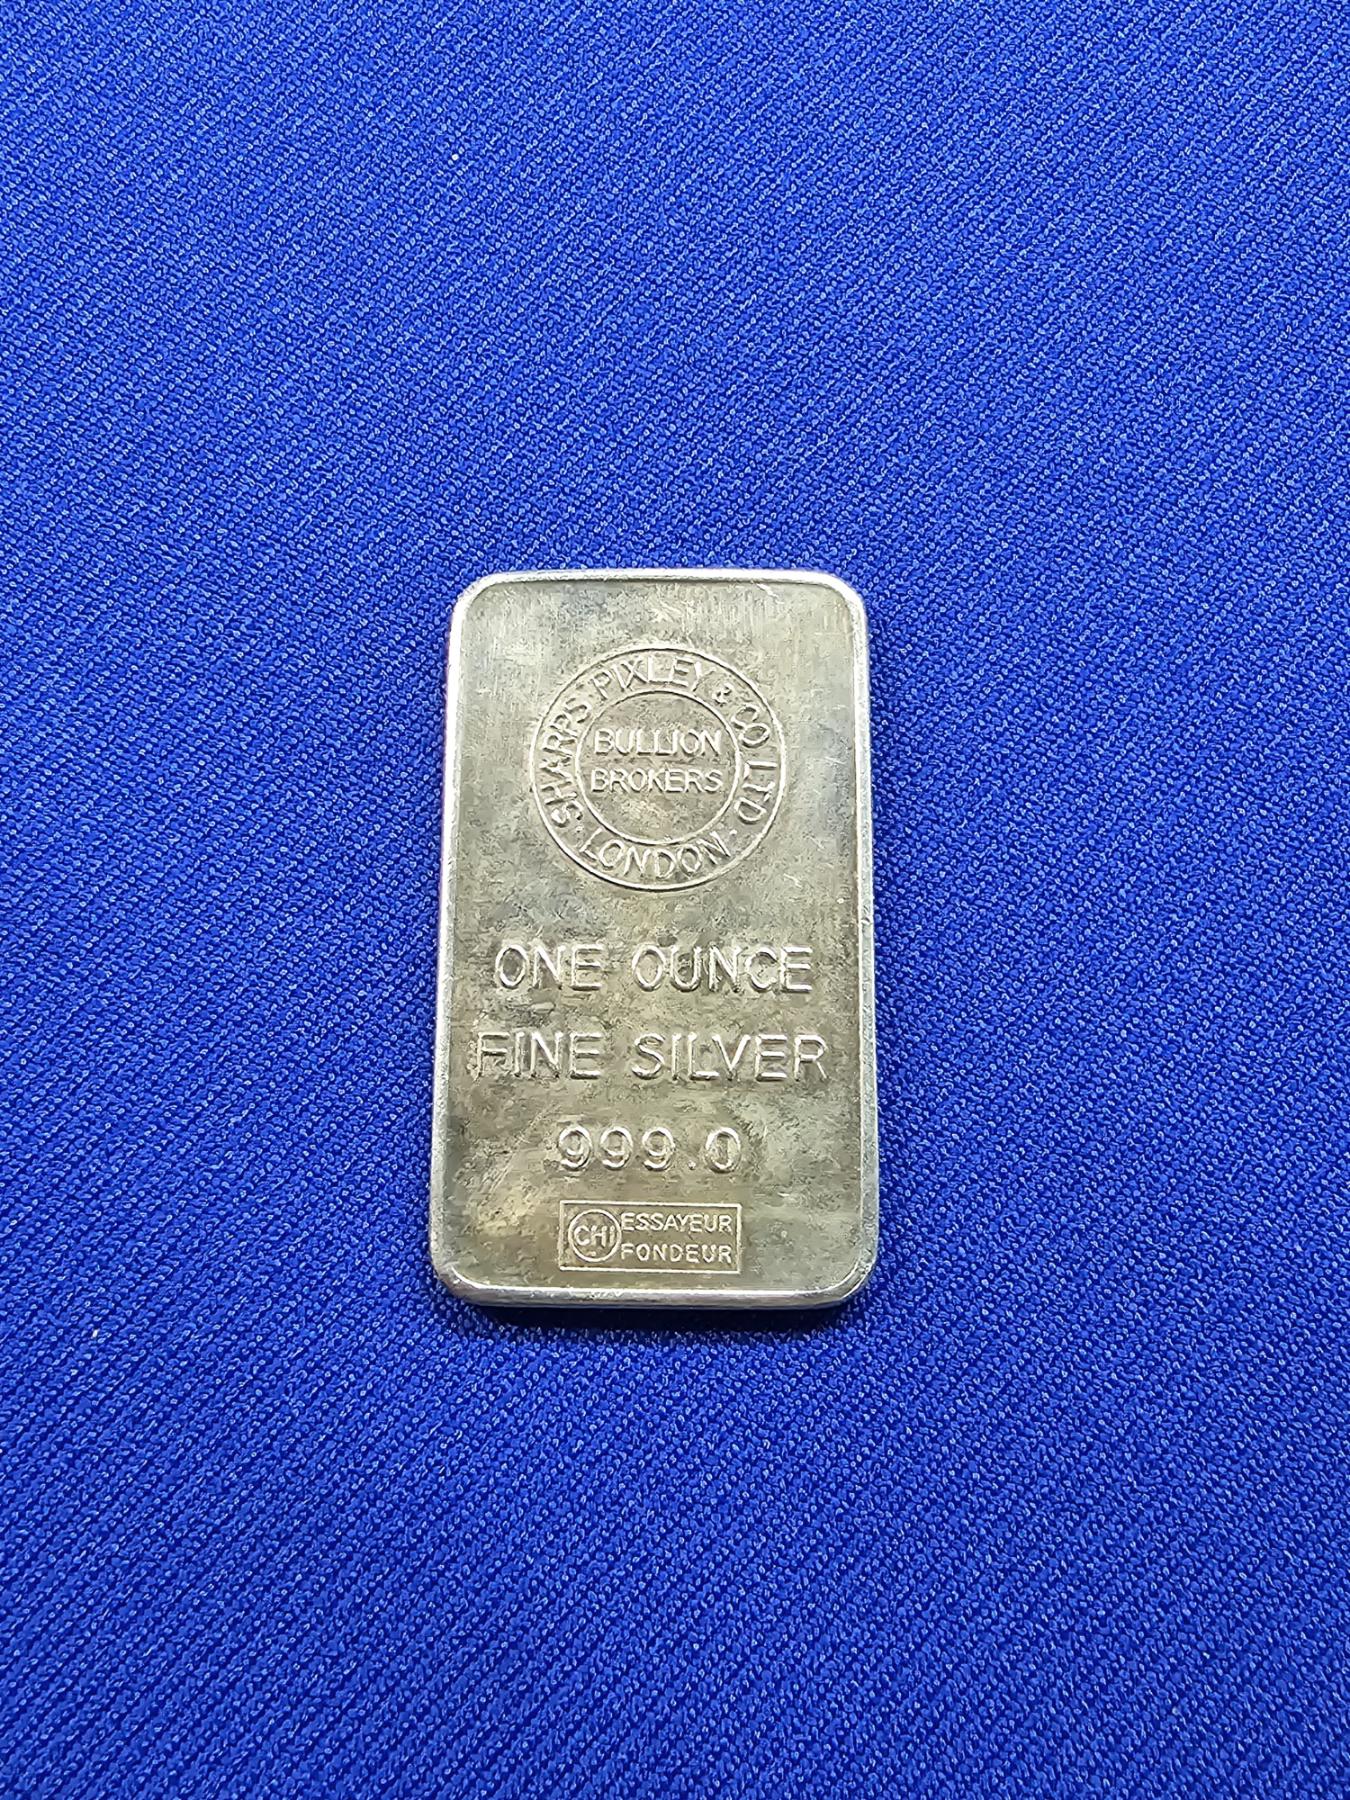 SHARPS PIXLEY & CO LTD
BULLION
BROKERS
· LONDON ·
ONE OUNCE
FINE SILVER
999.0
CHI ESSAYEUR
FONDEUR